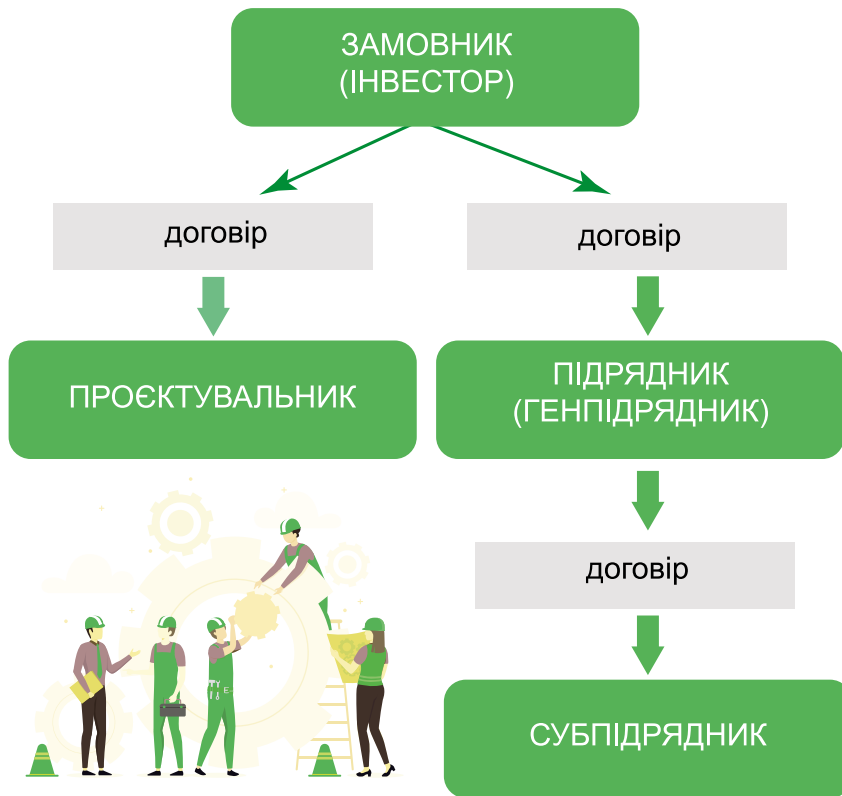 ЗАМОВНИК
(ІНВЕСТОР)
договір
договір
ПРОЄКТУВАЛЬНИК
ПІДРЯДНИК
(ГЕНПІДРЯДНИК)
договір
СУБПІДРЯДНИК